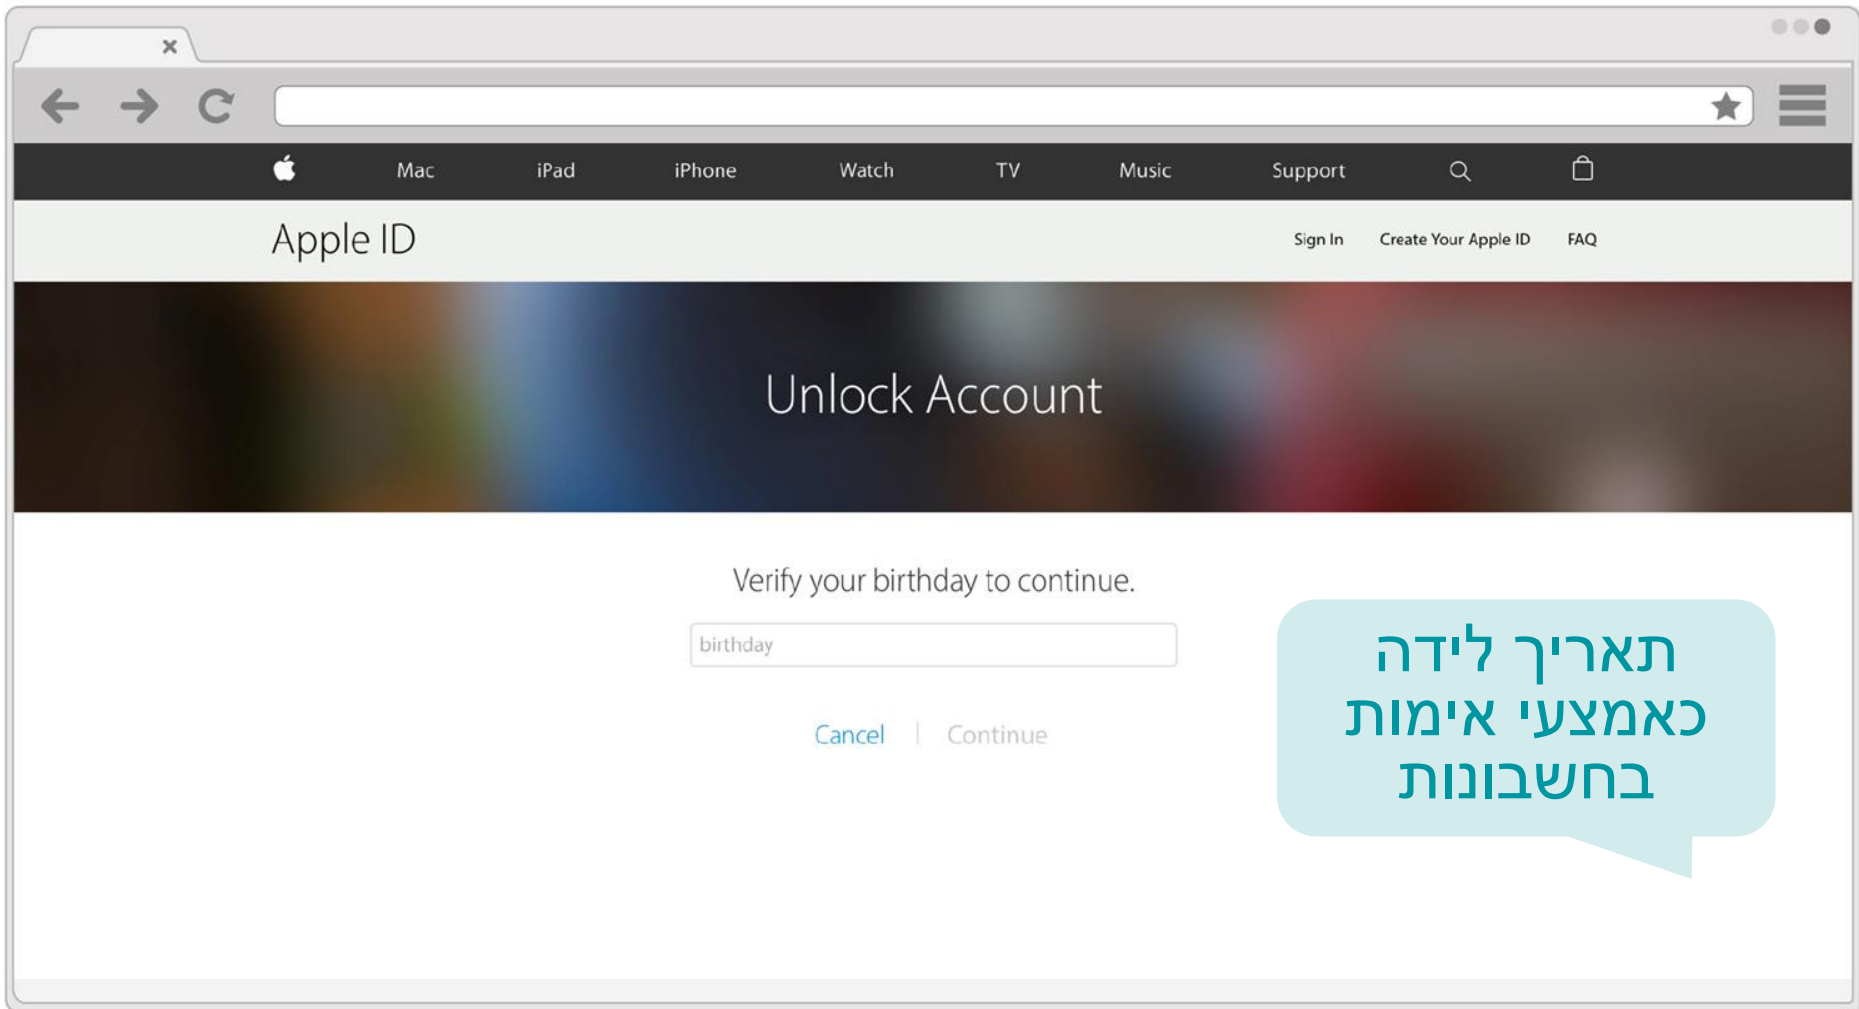 Mac iPad iPhone Watch TV Music Support
Apple ID
Sign In Create Your Apple ID FAQ
Unlock Account
Verify your birthday to continue.
birthday
Cancel | Continue
תאריך לידה
כאמצעי אימות
בחשבונות